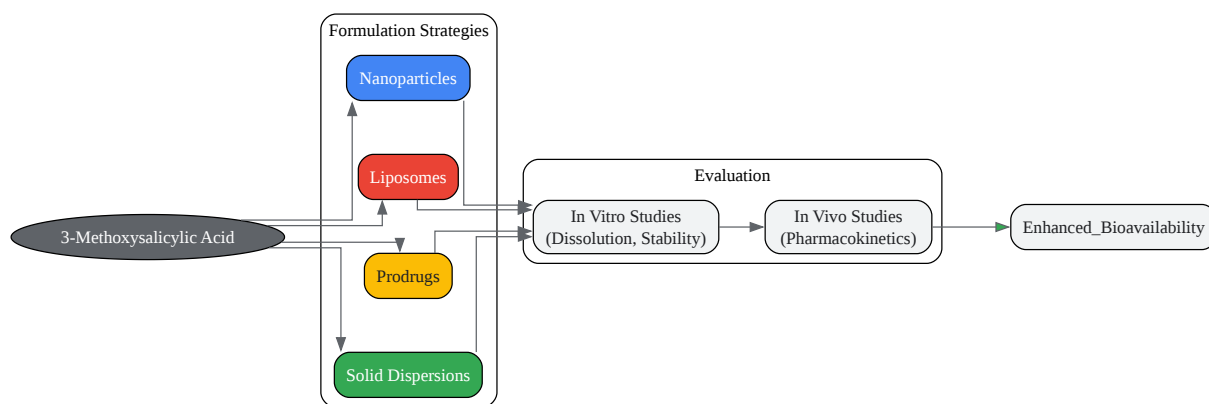 Formulation Strategies
Nanoparticles
Liposomes
3-Methoxysalicylic Acid
Prodrugs
Solid Dispersions
Evaluation
In Vitro Studies
(Dissolution, Stability)
In Vivo Studies
(Pharmacokinetics)
Enhanced_Bioavailability